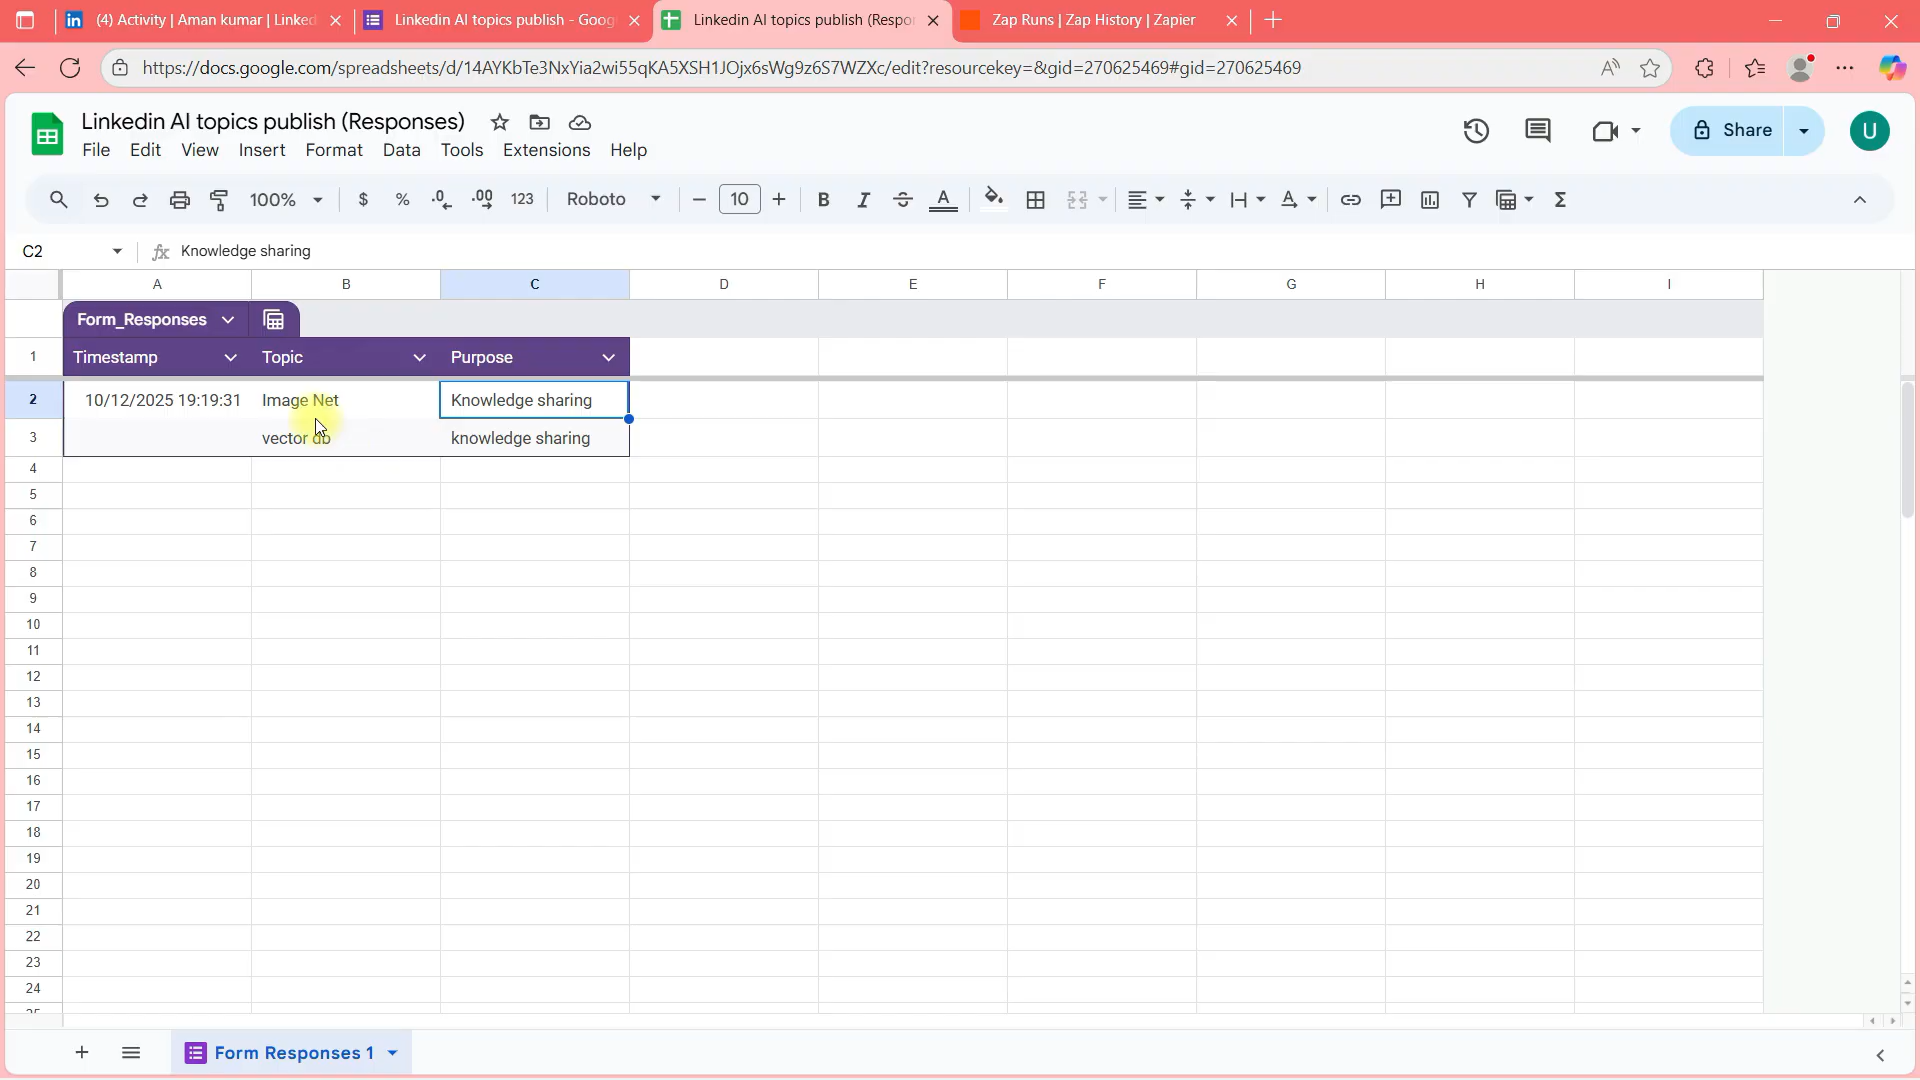 (4) Activity | Aman kumar | Linked
Linkedin AI topics publish - Goog
Linkedin AI topics publish (Respo
Zap Runs | Zap History | Zapier
https://docs.google.com/spreadsheets/d/14AYKbTe3NxYia2wi55qKA5XSH1JOjx6sWg9z6S7WZXc/edit?resourcekey=&gid=270625469#gid=270625469
Linkedin AI topics publish (Responses)
File Edit View Insert Format Data Tools Extensions Help
Share
U
100% $ % .0 .00 123 Roboto 10 B I A Σ
C2 fx Knowledge sharing
A B C D E F G H I
Form_Responses
1 Timestamp Topic Purpose
2 10/12/2025 19:19:31 Image Net Knowledge sharing
3 vector db knowledge sharing
4
5
6
7
8
9
10
11
12
13
14
15
16
17
18
19
20
21
22
23
24
Form Responses 1